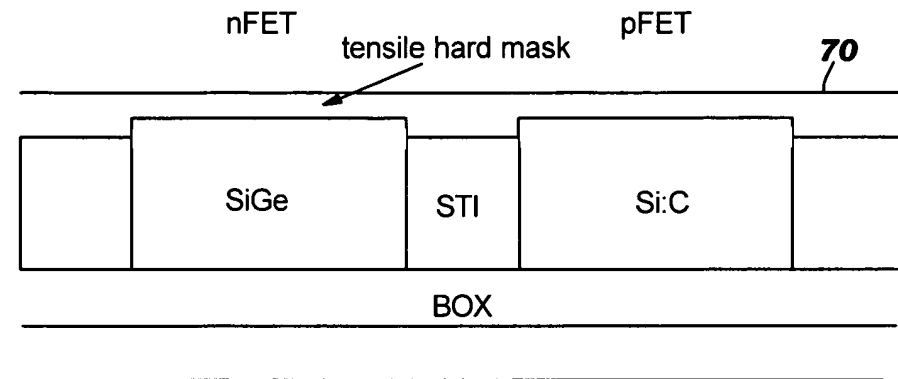 nFET
pFET
tensile hard mask
70
SiGe
STI
Si:C
BOX